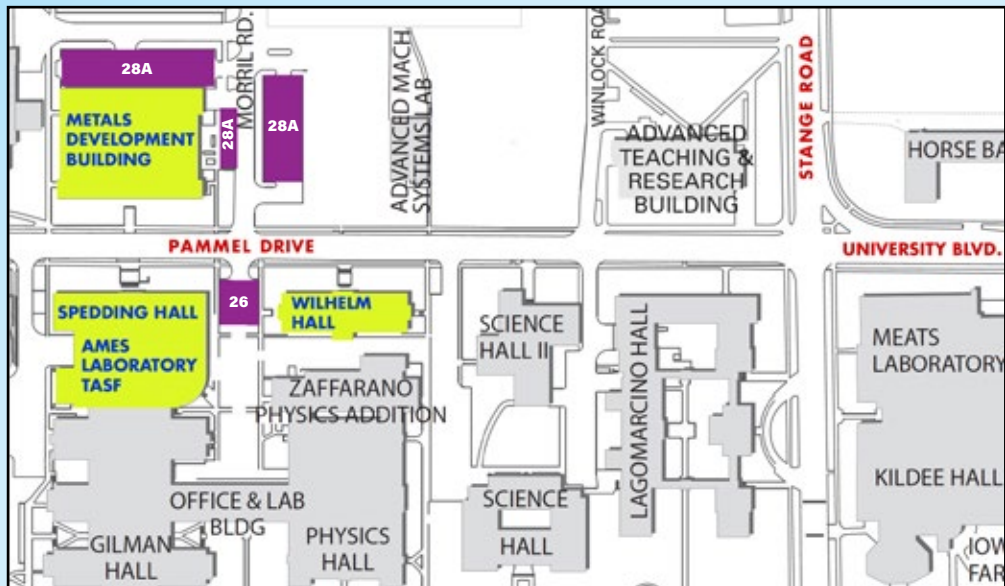 28A
MORRIL RD.
28A
28A
METALS
DEVELOPMENT
BUILDING
ADVANCED MACH.
SYSTEMS LAB
WINLOCK ROA
ADVANCED
TEACHING &
RESEARCH
BUILDING
STANGE ROAD
HORSE BA
PAMMEL DRIVE
UNIVERSITY BLVD.
SPEDDING HALL
AMES
LABORATORY
TASF
26
WILHELM
HALL
SCIENCE
HALL II
LAGOMARCINO HALL
MEATS
LABORATORY
ZAFFARANO
PHYSICS ADDITION
OFFICE & LAB
BLDG
GILMAN
HALL
PHYSICS
HALL
SCIENCE
HALL
KILDEE HALL
IOW
FAR